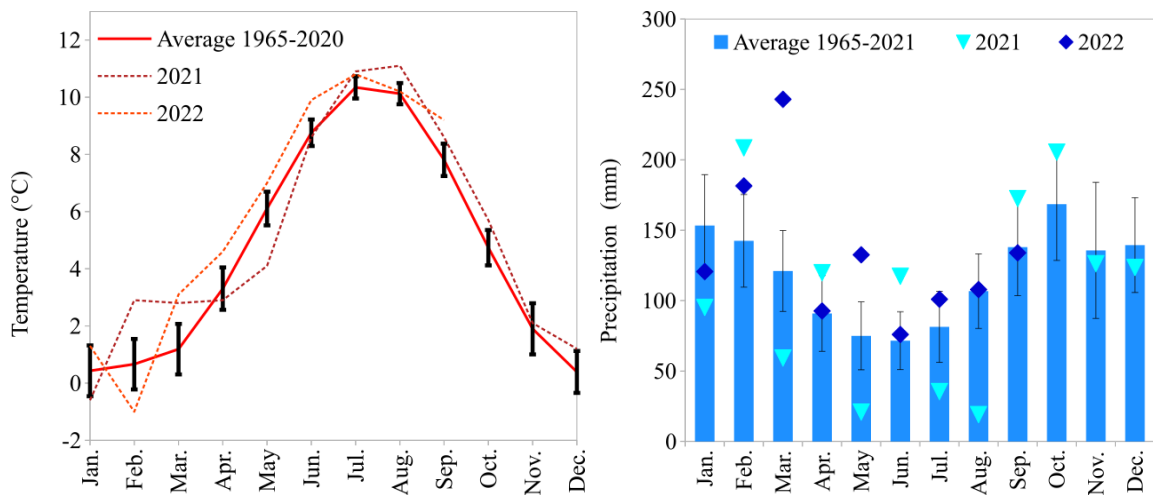 Average 1965-2020
2021
2022
Temperature (°C)
12
10
8
6
4
2
0
-2
Jan.
Feb.
Mar.
Apr.
May
Jun.
Jul.
Aug.
Sep.
Oct.
Nov.
Dec.
Average 1965-2021
2021
2022
Precipitation (mm)
300
250
200
150
100
50
0
Jan.
Feb.
Mar.
Apr.
May.
Jun.
Jul.
Aug.
Sep.
Oct.
Nov.
Dec.